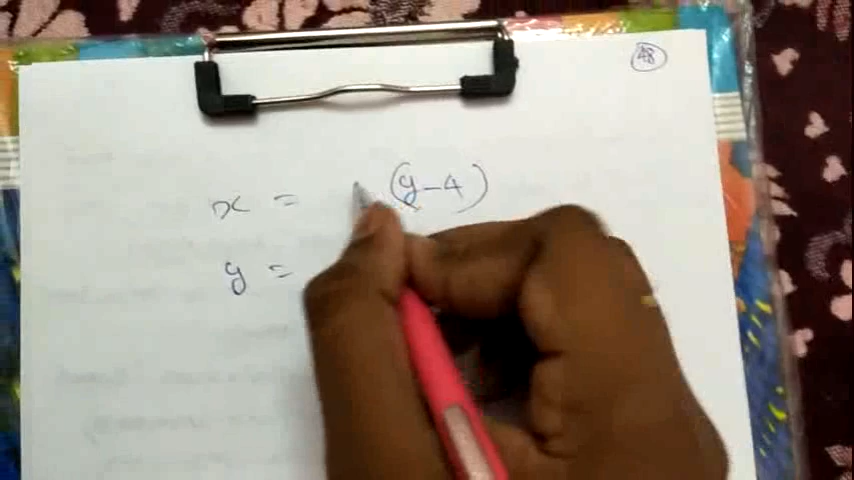 48
x = (y-4)
y =